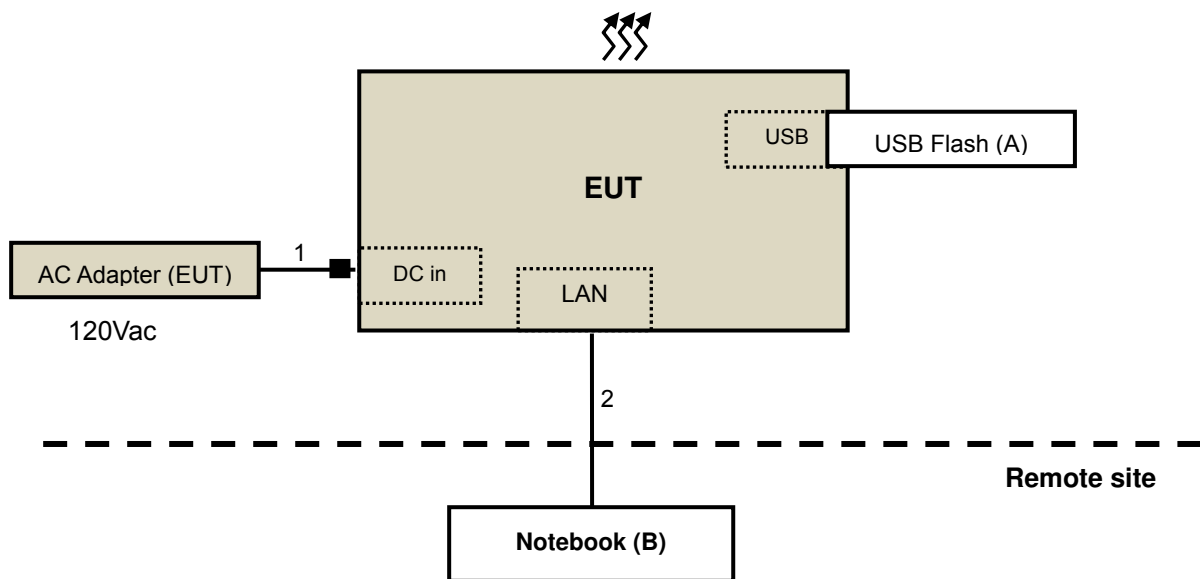 USB
USB Flash (A)
EUT
1
AC Adapter (EUT)
DC in
LAN
120Vac
2
Remote site
Notebook (B)